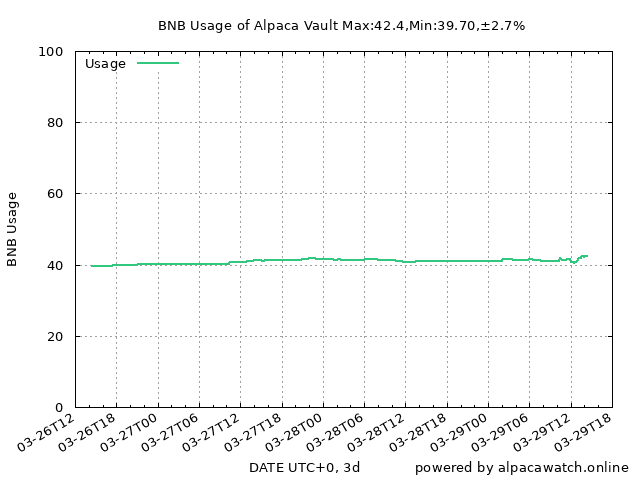 BNB Usage of Alpaca Vault Max:42.4,Min:39.70,±2.7%
Usage
100
80
60
40
20
0
BNB Usage
03-26T12
03-26T18
03-27T00
03-27T06
03-27T12
03-27T18
03-28T00
03-28T06
03-28T12
03-28T18
03-29T00
03-29T06
03-29T12
03-29T18
DATE UTC+0, 3d
powered by alpacawatch.online